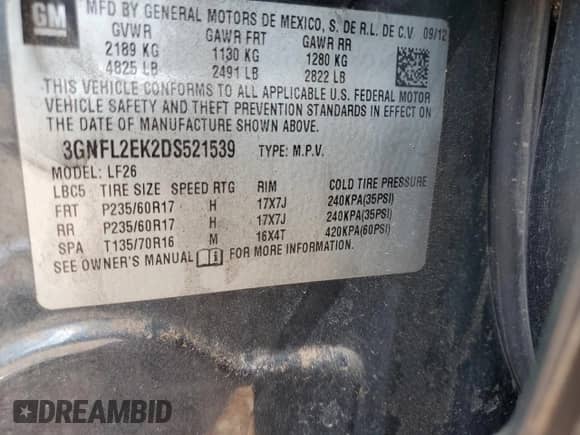 GM
MFD BY GENERAL MOTORS DE MEXICO, S. DE R.L. DE C.V 09/12
GVWR GAWR FRT GAWR RR
2189 KG 1130 KG 1280 KG
4825 LB 2491 LB 2822 LB
THIS VEHICLE CONFORMS TO ALL APPLICABLE U.S. FEDERAL MOTOR
VEHICLE SAFETY AND THEFT PREVENTION STANDARDS IN EFFECT ON
THE DATE OF MANUFACTURE SHOWN ABOVE.
3GNFL2EK2DS521539 TYPE: M.P.V.
MODEL: LF26
LBC5 TIRE SIZE SPEED RTG RIM COLD TIRE PRESSURE
FRT P235/60R17 H 17X7J 240KPA(35PSI)
RR P235/60R17 H 17X7J 240KPA(35PSI)
SPA T135/70R16 M 16X4T 420KPA(60PSI)
SEE OWNER'S MANUAL i FOR MORE INFORMATION.
DREAMBID